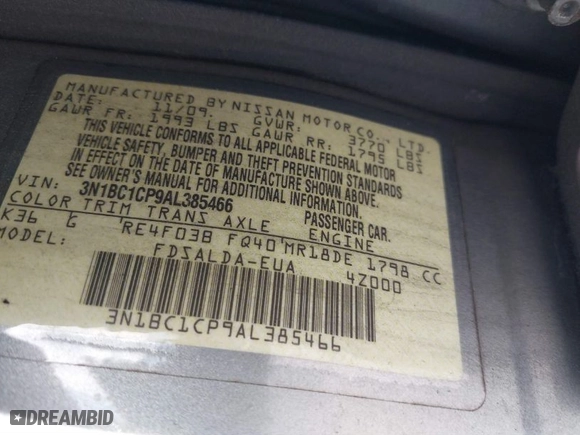 MANUFACTURED BY NISSAN MOTOR CO., LTD.
DATE: 11/09. GVWR: 3770 LBS
GAWR FR: 1993 LBS GAWR RR: 1795 LBS
THIS VEHICLE CONFORMS TO ALL APPLICABLE FEDERAL MOTOR
VEHICLE SAFETY, BUMPER AND THEFT PREVENTION STANDARDS
IN EFFECT ON THE DATE OF MANUFACTURE SHOWN ABOVE.
SEE OWNER'S MANUAL FOR ADDITIONAL INFORMATION.
VIN: 3N1BC1CP9AL385466 PASSENGER CAR.
COLOR TRIM TRANS AXLE ENGINE
K36 G RE4F03B FQ40 MR18DE 1798 CC
MODEL: FDSALDA-EUA 4Z000
3N1BC1CP9AL385466
DREAMBID